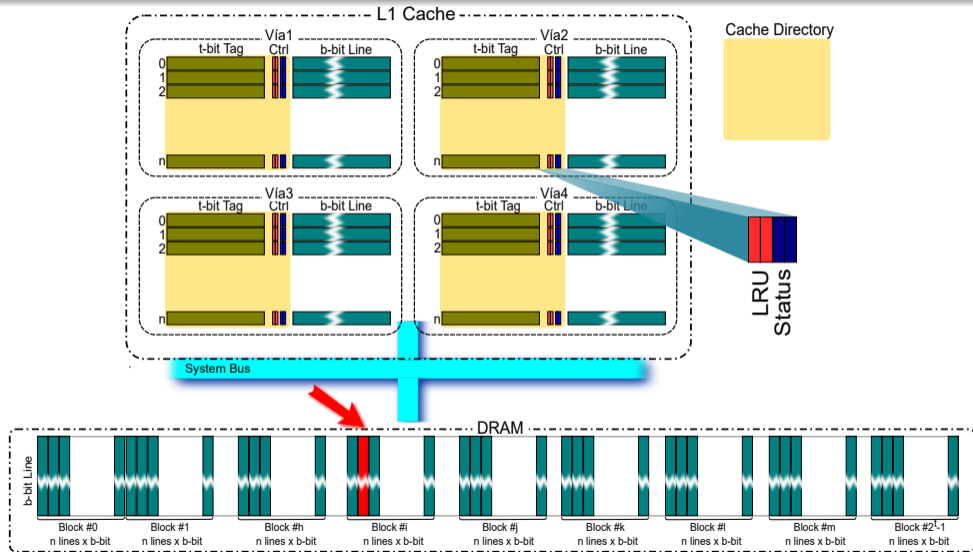 L1 Cache
Cache Directory
Vía1
t-bit Tag Ctrl b-bit Line
0
1
2
n
Vía2
t-bit Tag Ctrl b-bit Line
0
1
2
n
Vía3
t-bit Tag Ctrl b-bit Line
0
1
2
n
Vía4
t-bit Tag Ctrl b-bit Line
0
1
2
n
LRU
Status
System Bus
DRAM
b-bit Line
Block #0 Block #1 Block #h Block #i Block #j Block #k Block #l Block #m Block #2t-1
n lines x b-bit n lines x b-bit n lines x b-bit n lines x b-bit n lines x b-bit n lines x b-bit n lines x b-bit n lines x b-bit n lines x b-bit